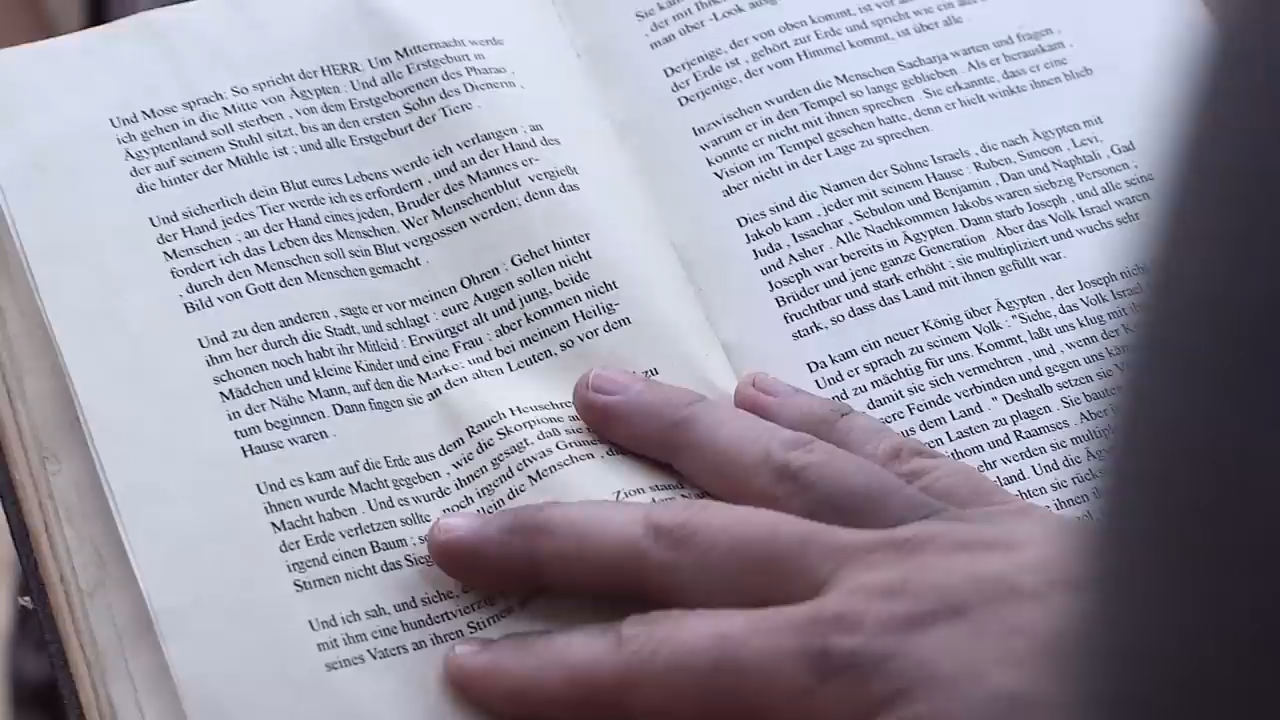 Und Mose sprach: So spricht der HERR: Um Mitternacht werde
ich gehen in die Mitte von Ägypten : Und alle Erstgeburt in
Ägyptenland soll sterben , von dem Erstgeborenen des Pharao ,
der auf seinem Stuhl sitzt, bis an den ersten Sohn des Dienerin ,
die hinter der Mühle ist ; und alle Erstgeburt der Tiere .
Und sicherlich dein Blut eures Lebens werde ich verlangen ; an
der Hand jedes Tier werde ich es erfordern , und an der Hand des
Menschen ; an der Hand eines jeden, Bruder des Mannes er-
fordert ich das Leben des Menschen. Wer Menschenblut vergießt
, durch den Menschen soll sein Blut vergossen werden; denn das
Bild von Gott den Menschen gemacht .
Und zu den anderen , sagte er vor meinen Ohren : Gehet hinter
ihm her durch die Stadt, und schlagt : eure Augen sollen nicht
schonen noch habt ihr Mitleid : Erwürget alt und jung, beide
Mädchen und kleine Kinder und eine Frau : aber kommen nicht
in der Nähe Mann, auf den die Marke; und bei meinem Heilig-
tum beginnen. Dann fingen sie an den alten Leuten, so vor dem
Hause waren .
zu
Und es kam auf die Erde aus dem Rauch Heuschre
ihnen wurde Macht gegeben , wie die Skorpione
Macht haben . Und es wurde ihnen gesagt, daß sie
der Erde verletzen sollte , noch irgend etwas
irgend einen Baum ; die Menschen ,
Stirnen nicht das Zion stand
Und ich sah, und siehe,
mit ihm eine
seines Vaters an ihren Stirnen
Sie
, der mit
man über -Look
Derjenige, der von oben kommt, ist
der Erde ist , gehört zur Erde und spricht wie ein
Derjenige, der vom Himmel kommt, ist über alle .
Inzwischen wurden die Menschen Sacharja warten und fragen ,
warum er in den Tempel so lange geblieben . Als er herauskam ,
konnte er nicht mit ihnen sprechen . Sie erkannte, dass er eine
Vision im Tempel gesehen hatte, denn er hielt winkte ihnen blieb
aber nicht in der Lage zu sprechen.
Dies sind die Namen der Söhne Israels , die nach Ägypten mit
Jakob kam , jeder mit seinem Hause : Ruben, Simeon , Levi,
Juda , Issachar , Sebulon und Benjamin , Dan und Naphtali , Gad
und Asher . Alle Nachkommen Jakobs waren siebzig Personen ;
Joseph war bereits in Ägypten. Dann starb Joseph , und alle seine
Brüder und jene ganze Generation . Aber das Volk Israel waren
fruchtbar und stark erhöht ; sie multipliziert und wuchs sehr
stark, so dass das Land mit ihnen gefüllt war.
Da kam ein neuer König über Ägypten , der Joseph
Und er sprach zu seinem Volk : "Siehe, das Volk Israel
und zu mächtig für uns. Kommt, laßt uns klug mit
damit sie sich vermehren , und , wenn der
Feinde verbinden und gegen uns
aus dem Land . " Deshalb setzen sie
Lasten zu plagen . Sie
und Raamses . Aber
werden sie
Und die
sie
ihnen